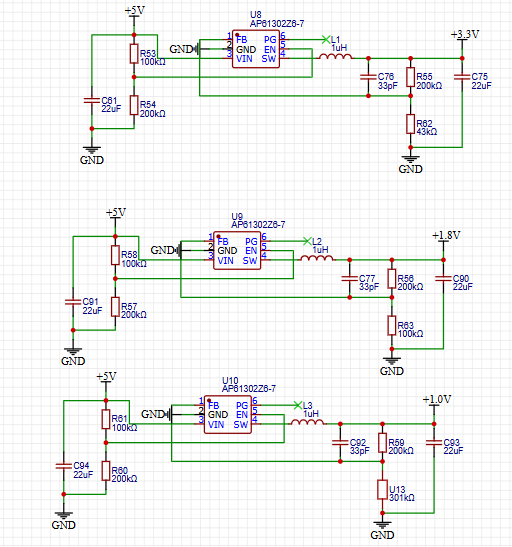 +5V
U8
AP61302Z6-7
R53
100kΩ
GND
1 FB PG 6
2 GND EN 5
3 VIN SW 4
L1
1uH
+3.3V
C61
22uF
R54
200kΩ
C76
33pF
R55
200kΩ
C75
22uF
R62
43kΩ
GND
GND
+5V
U9
AP61302Z6-7
R58
100kΩ
GND
1 FB PG 6
2 GND EN 5
3 VIN SW 4
L2
1uH
+1.8V
C91
22uF
R57
200kΩ
C77
33pF
R56
200kΩ
C90
22uF
R63
100kΩ
GND
GND
+5V
U10
AP61302Z6-7
R61
100kΩ
GND
1 FB PG 6
2 GND EN 5
3 VIN SW 4
L3
1uH
+1.0V
C94
22uF
R60
200kΩ
C92
33pF
R59
200kΩ
C93
22uF
U13
301kΩ
GND
GND